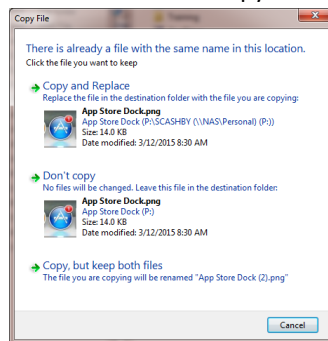 Copy File
Training
There is already a file with the same name in this location.
Click the file you want to keep
Copy and Replace
Replace the file in the destination folder with the file you are copying:
App Store Dock.png
App Store Dock (P:\SCASHBY (\\NAS\Personal) (P:))
Size: 14.0 KB
Date modified: 3/12/2015 8:30 AM
Don't copy
No files will be changed. Leave this file in the destination folder:
App Store Dock.png
App Store Dock (P:)
Size: 14.0 KB
Date modified: 3/12/2015 8:30 AM
Copy, but keep both files
The file you are copying will be renamed "App Store Dock (2).png"
Cancel